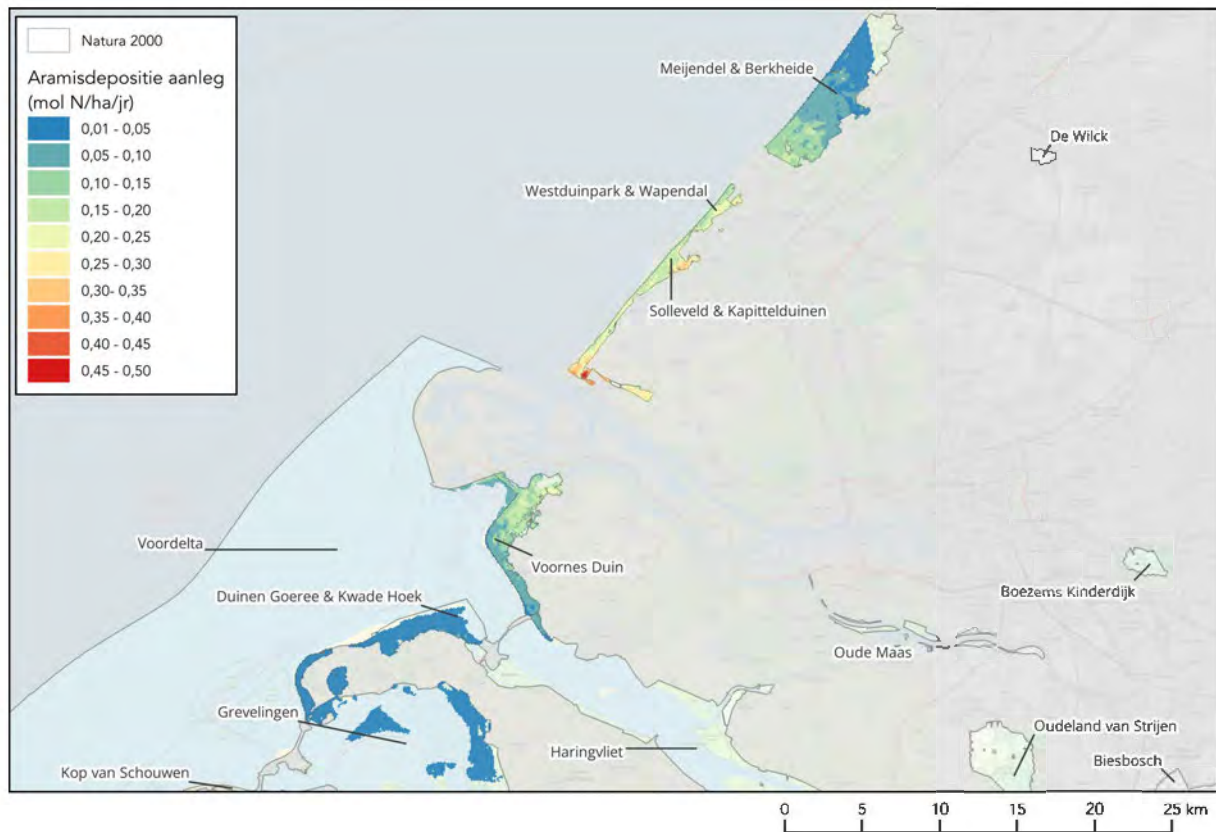 Natura 2000
Aramisdepositie aanleg
(mol N/ha/jr)
0,01 - 0,05
0,05 - 0,10
0,10 - 0,15
0,15 - 0,20
0,20 - 0,25
0,25 - 0,30
0,30- 0,35
0,35 - 0,40
0,40 - 0,45
0,45 - 0,50
Meijendel & Berkheide
De Wilck
Westduinpark & Wapendal
Solleveld & Kapittelduinen
Voordelta
Voornes Duin
Boezems Kinderdijk
Duinen Goeree & Kwade Hoek
Oude Maas
Grevelingen
Oudeland van Strijen
Haringvliet
Biesbosch
Kop van Schouwen
0 5 10 15 20 25 km